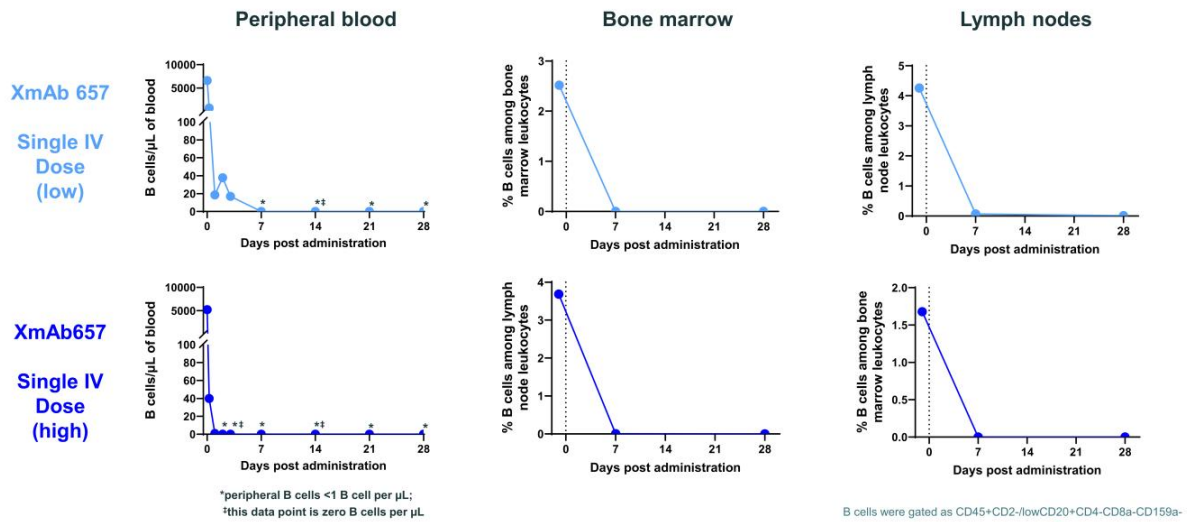 Peripheral blood
Bone marrow
Lymph nodes
XmAb 657
Single IV
Dose
(low)
B cells/µL of blood
10000
5000
100
80
60
40
20
0
*
*‡
*
*
0 7 14 21 28
Days post administration
% B cells among bone
marrow leukocytes
3
2
1
0
0 7 14 21 28
Days post administration
% B cells among lymph
node leukocytes
5
4
3
2
1
0
0 7 14 21 28
Days post administration
XmAb657
Single IV
Dose
(high)
B cells/µL of blood
10000
5000
100
80
60
40
20
0
*
*‡
*
*‡
*
*
0 7 14 21 28
Days post administration
% B cells among lymph
node leukocytes
4
3
2
1
0
0 7 14 21 28
Days post administration
% B cells among bone
marrow leukocytes
2.0
1.5
1.0
0.5
0.0
0 7 14 21 28
Days post administration
*peripheral B cells <1 B cell per µL;
‡this data point is zero B cells per µL
B cells were gated as CD45+CD2-/lowCD20+CD4-CD8a-CD159a-